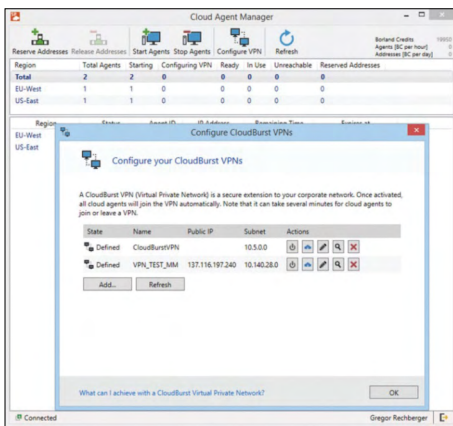 Cloud Agent Manager
Reserve Addresses Release Addresses Start Agents Stop Agents Configure VPN Refresh
Borland Credits 19950
Agents [BC per hour] 0
Addresses [BC per day] 0
Region Total Agents Starting Configuring VPN Ready In Use Unreachable Reserved Addresses
Total 2 2 0 0 0 0 0
EU-West 1 1 0 0 0 0 0
US-East 1 1 0 0 0 0 0
Region Status Agent ID IP Address Remaining Time Expires at
EU-West
US-East
Configure CloudBurst VPNs
Configure your CloudBurst VPNs
A CloudBurst VPN (Virtual Private Network) is a secure extension to your corporate network. Once activated,
all cloud agents will join the VPN automatically. Note that it can take several minutes for cloud agents to
join or leave a VPN.
State Name Public IP Subnet Actions
Defined CloudBurstVPN 10.5.0.0
Defined VPN_TEST_MM 137.116.197.240 10.140.28.0
Add... Refresh
What can I achieve with a CloudBurst Virtual Private Network?
OK
Connected Gregor Rechberger